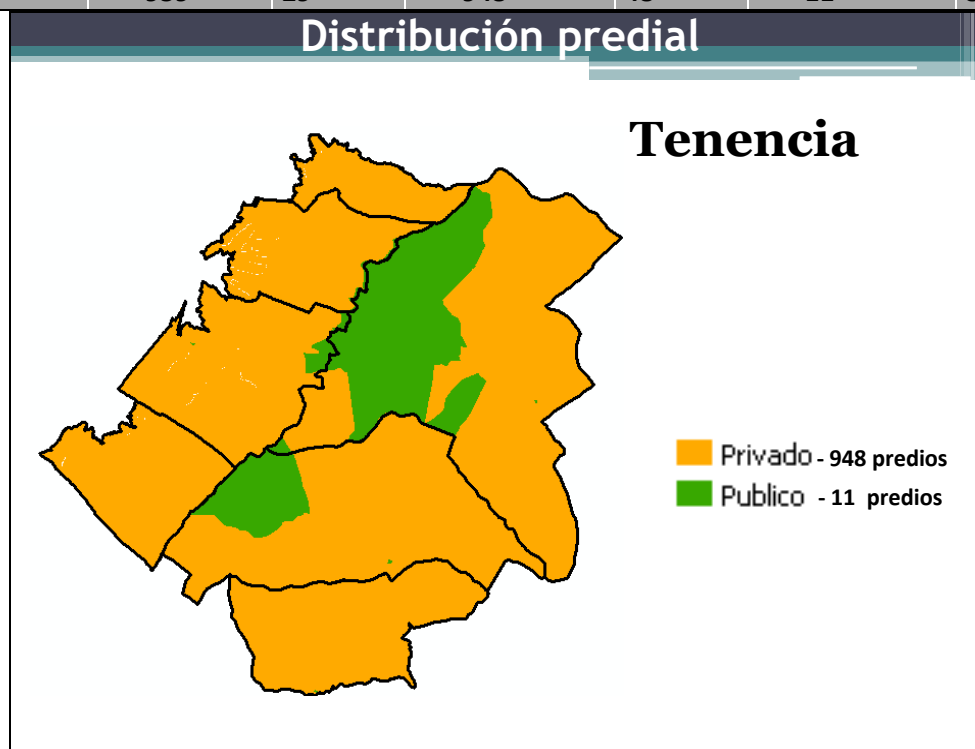 Distribución predial
Tenencia
Privado - 948 predios
Publico - 11 predios